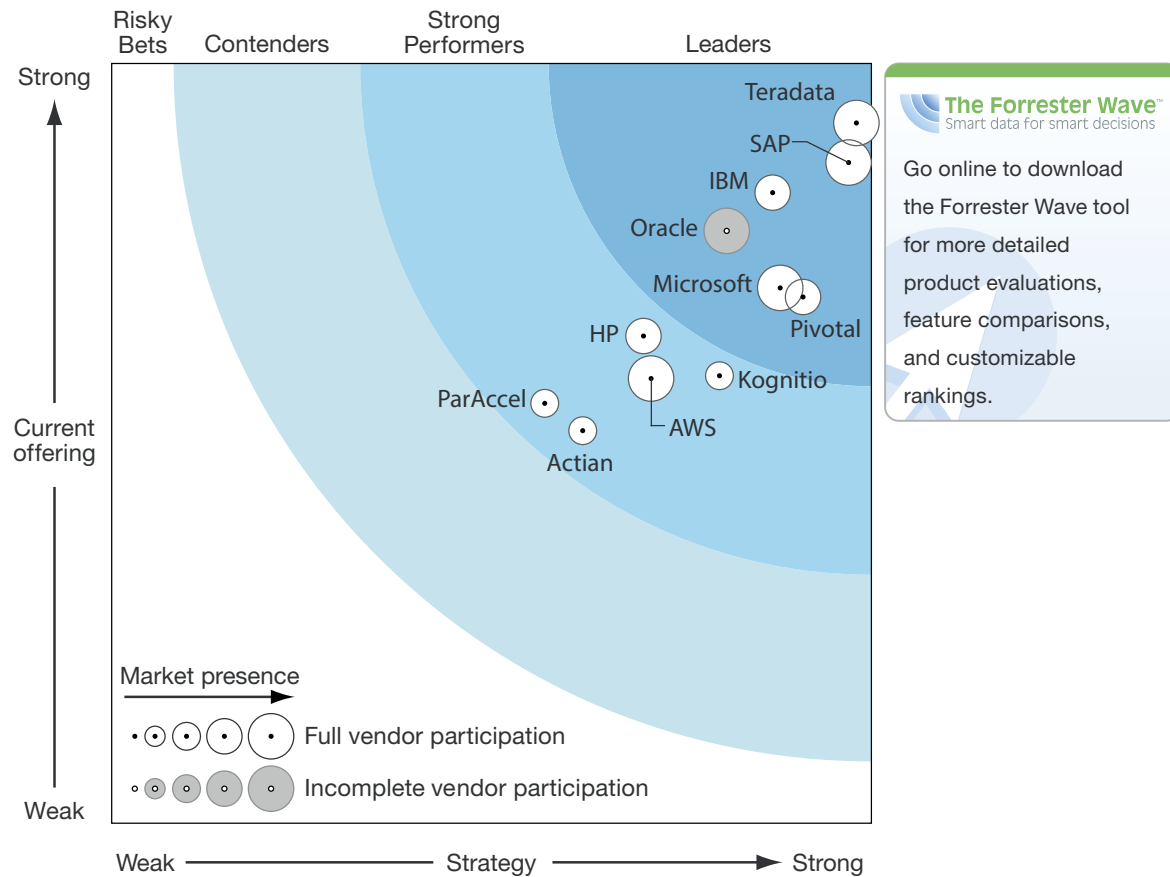 Risky
Bets
Contenders
Strong
Performers
Leaders
Strong
Current
offering
Weak
Teradata
SAP
IBM
Oracle
Microsoft
Pivotal
HP
Kognitio
ParAccel
AWS
Actian
Market presence
Full vendor participation
Incomplete vendor participation
Weak
Strategy
Strong
The Forrester Wave™
Smart data for smart decisions
Go online to download
the Forrester Wave tool
for more detailed
product evaluations,
feature comparisons,
and customizable
rankings.